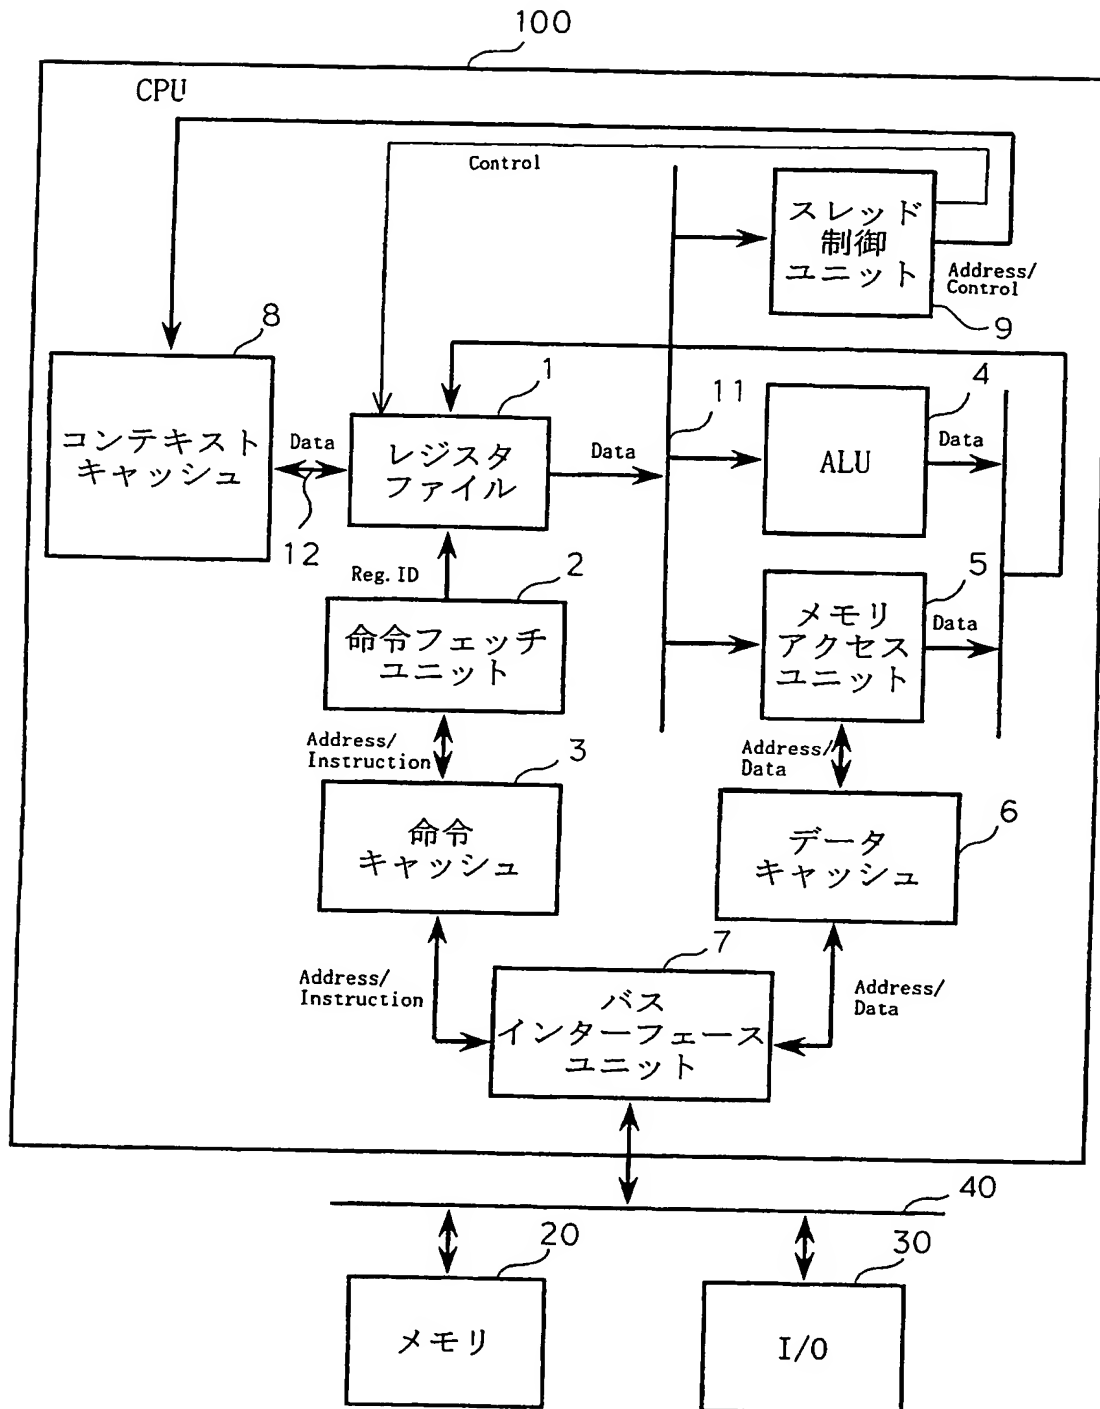 100
CPU
Control
スレッド
制御
ユニット
Address/
Control
9
8
コンテキスト
キャッシュ
Data
12
1
レジスタ
ファイル
Data
11
4
ALU
Data
Reg. ID
2
命令フェッチ
ユニット
5
メモリ
アクセス
ユニット
Data
Address/
Instruction
3
命令
キャッシュ
Address/
Data
6
データ
キャッシュ
Address/
Instruction
7
バス
インターフェース
ユニット
Address/
Data
40
20
メモリ
30
I/O